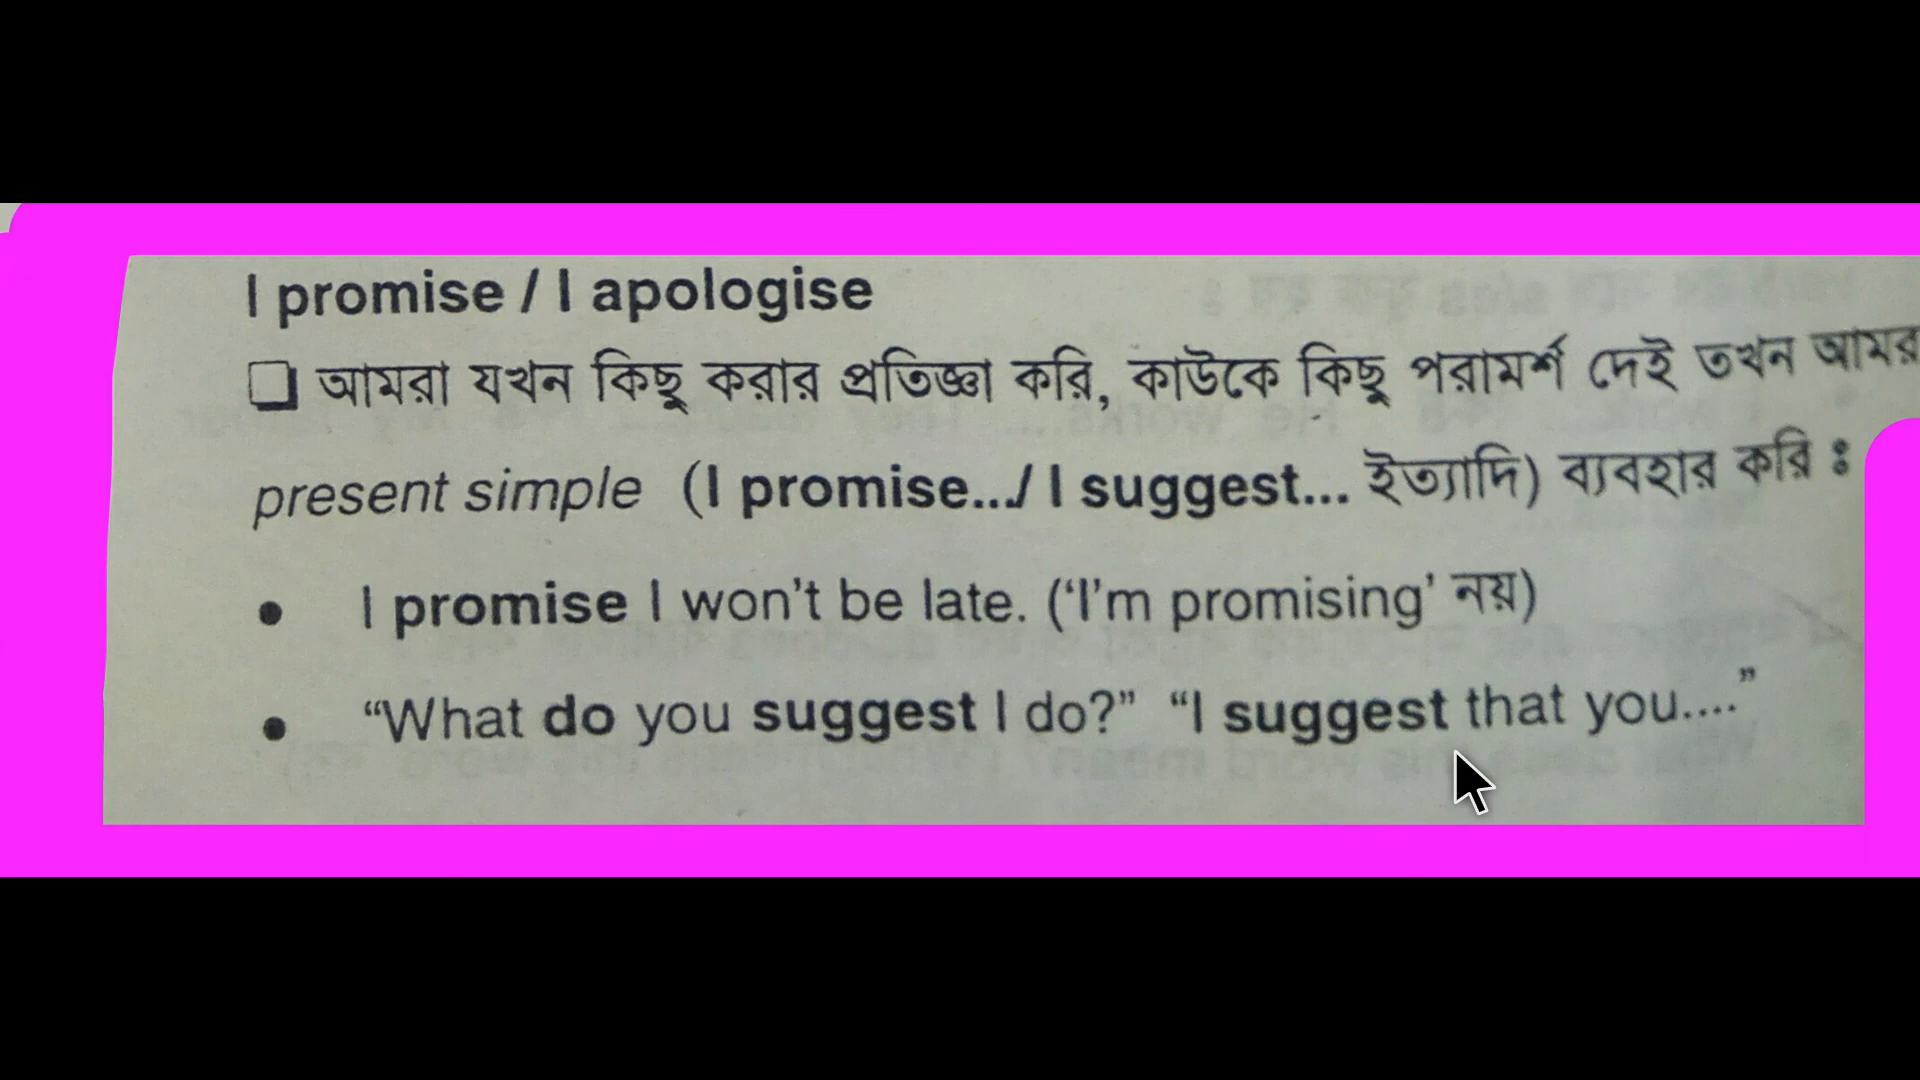 I promise / I apologise
❑ আমরা যখন কিছু করার প্রতিজ্ঞা করি, কাউকে কিছু পরামর্শ দেই তখন আমর
present simple (I promise.../ I suggest... ইত্যাদি) ব্যবহার করি ঃ
● I promise I won't be late. ('I'm promising' নয়)
● “What do you suggest I do?” “I suggest that you....”